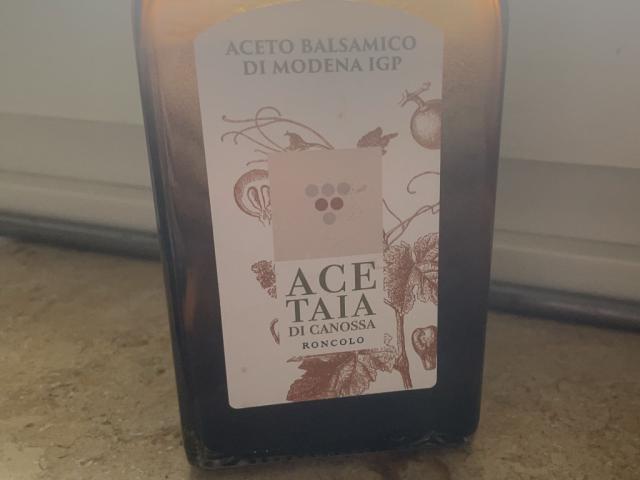 ACETO BALSAMICO
DI MODENA IGP
ACE
TAIA
DI CANOSSA
RONCOLO